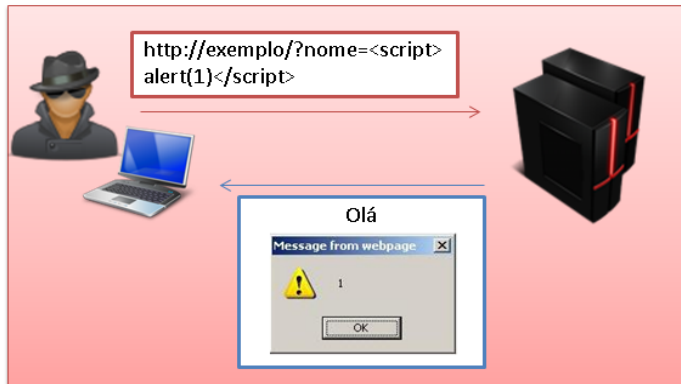 http://exemplo/?nome=<script>
alert(1)</script>
Olá
Message from webpage
1
OK